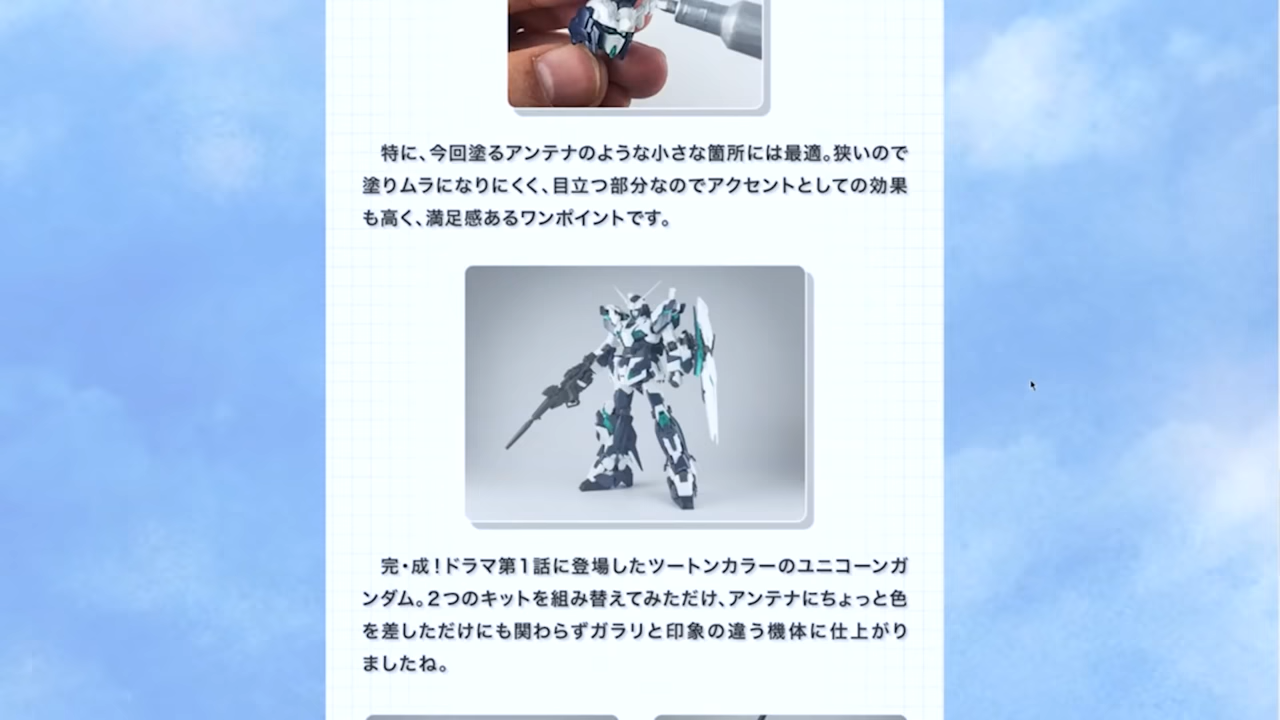 特に、今回塗るアンテナのような小さな箇所には最適。狭いので
塗りムラになりにくく、目立つ部分なのでアクセントとしての効果
も高く、満足感あるワンポイントです。
完・成！ドラマ第1話に登場したツートンカラーのユニコーンガ
ンダム。2つのキットを組み替えてみただけ、アンテナにちょっと色
を差しただけにも関わらずガラリと印象の違う機体に仕上がり
ましたね。